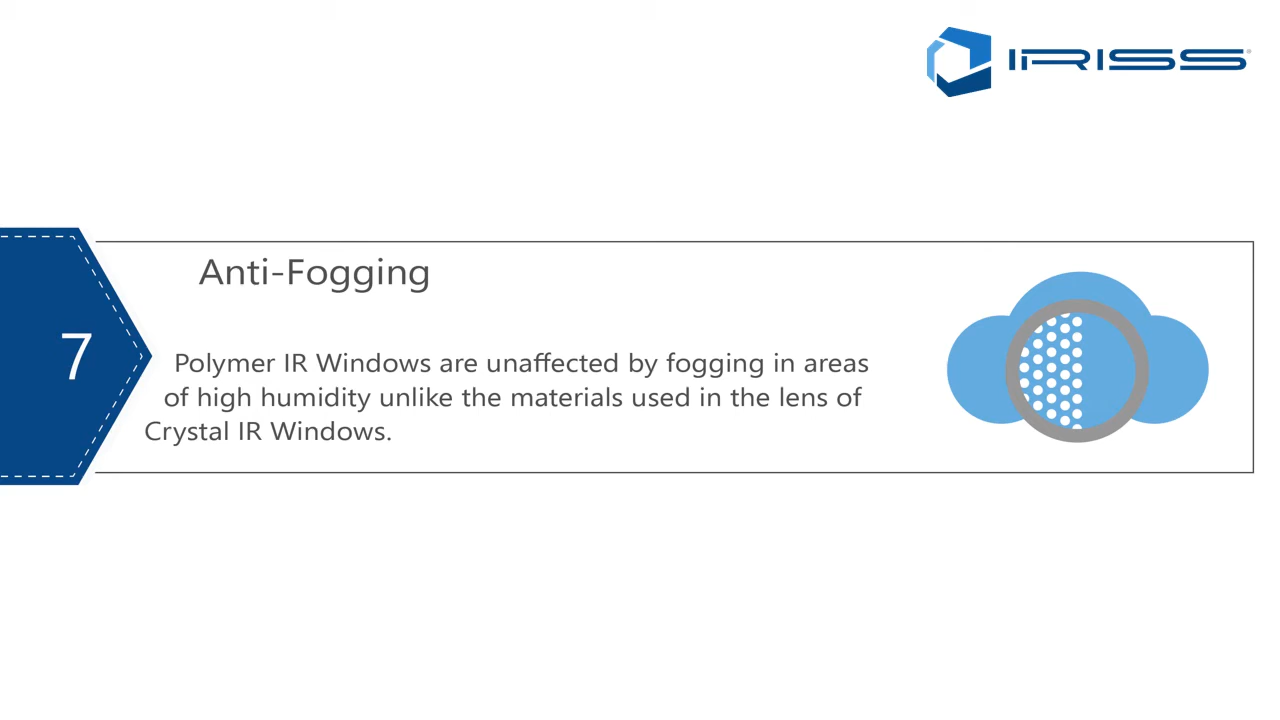 IRISS®
Anti-Fogging
7
Polymer IR Windows are unaffected by fogging in areas
of high humidity unlike the materials used in the lens of
Crystal IR Windows.